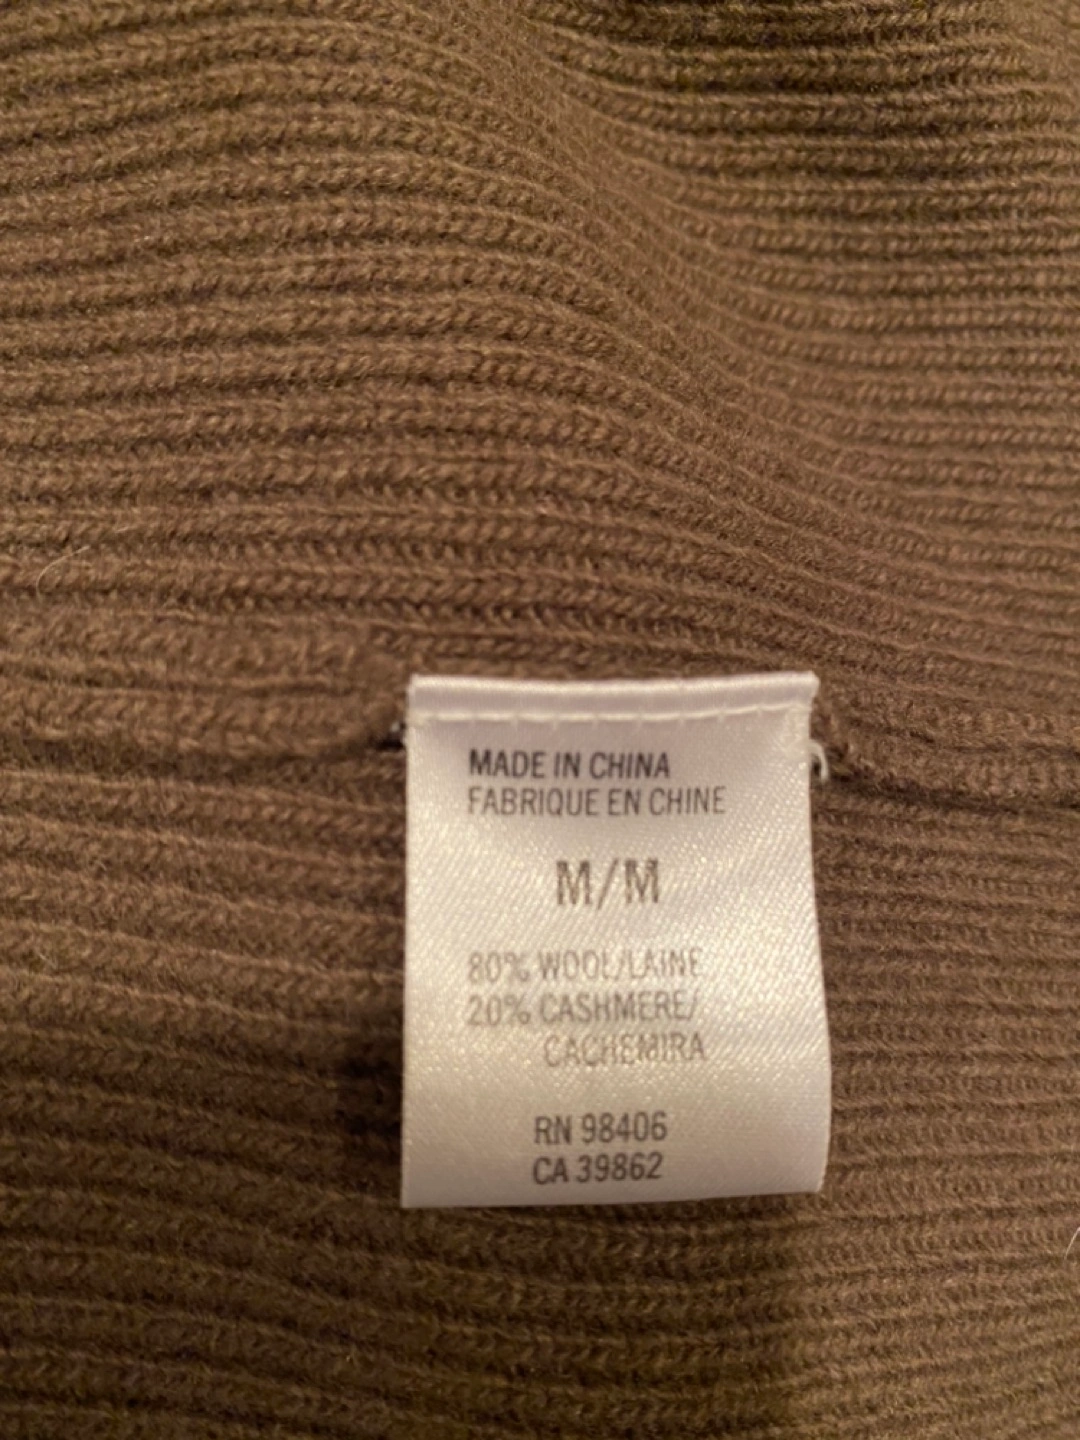 MADE IN CHINA
FABRIQUE EN CHINE
M/M
80% WOOL/LAINE
20% CASHMERE/
CACHEMIRA
RN 98406
CA 39862